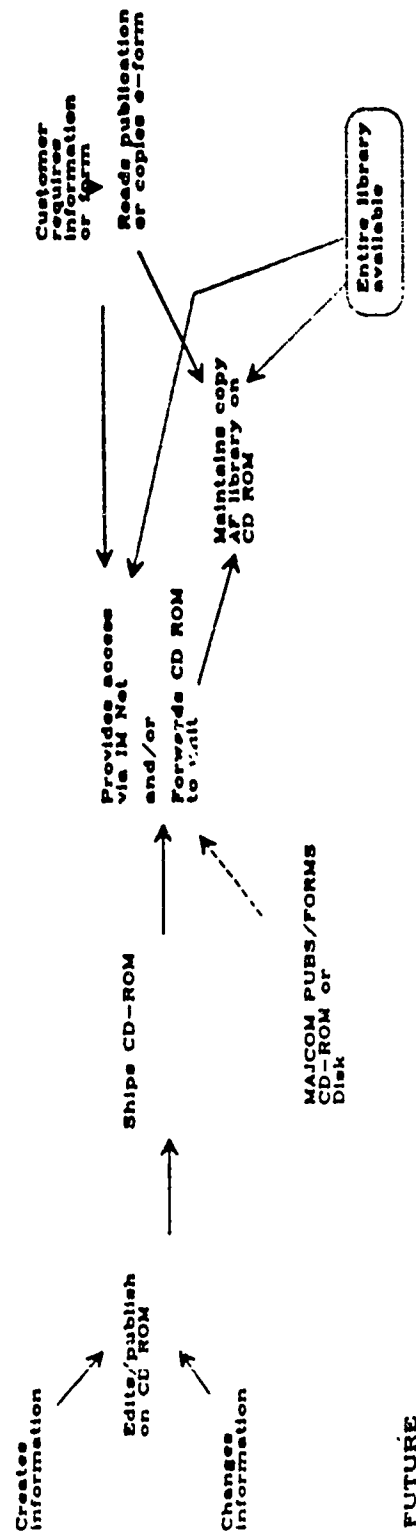 Creates
information
Edits/publish
on CD ROM
Changes
information
Ships CD-ROM
MAJCOM PUBS/FORMS
CD-ROM or
Disk
Provides access
via IM Net
and/or
Forwards CD ROM
to unit
Maintains copy
AF library on
CD ROM
Customer
requires
information
or form
Reads publication
or copies e-form
Entire library
available
FUTURE